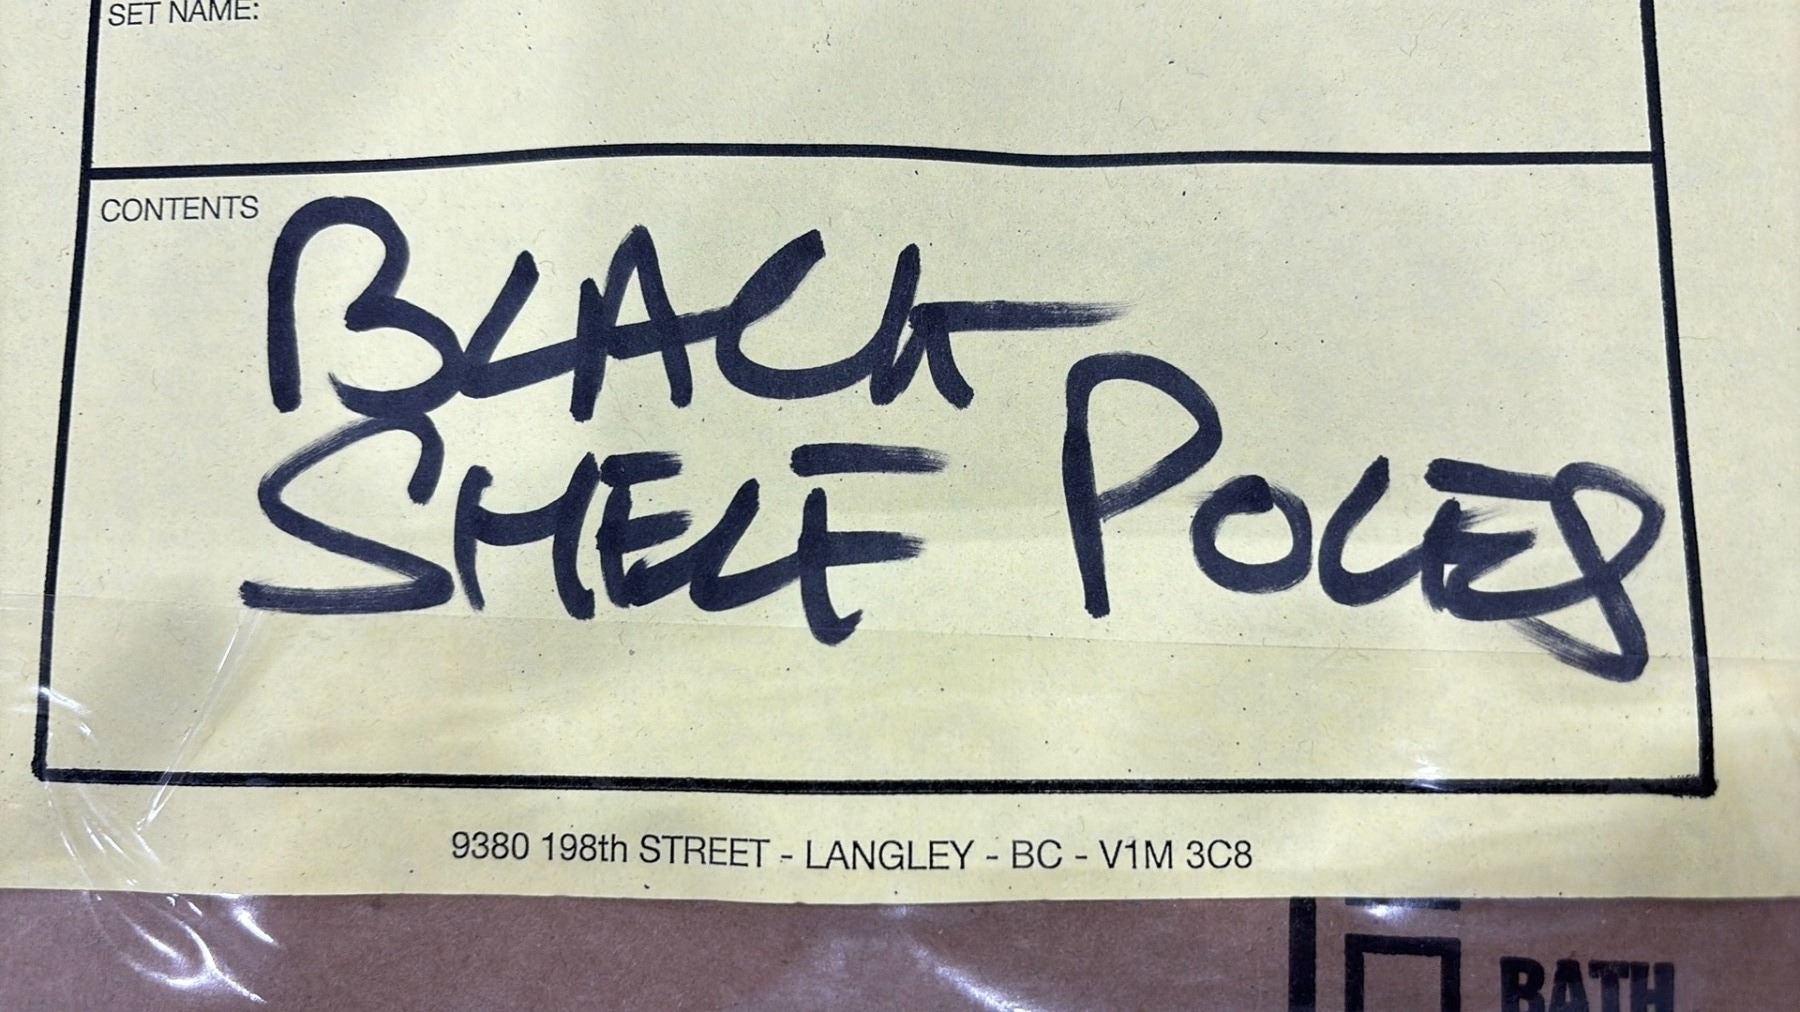 SET NAME:
CONTENTS
BLACK
SHELF POLES
9380 198th STREET - LANGLEY - BC - V1M 3C8
BATH